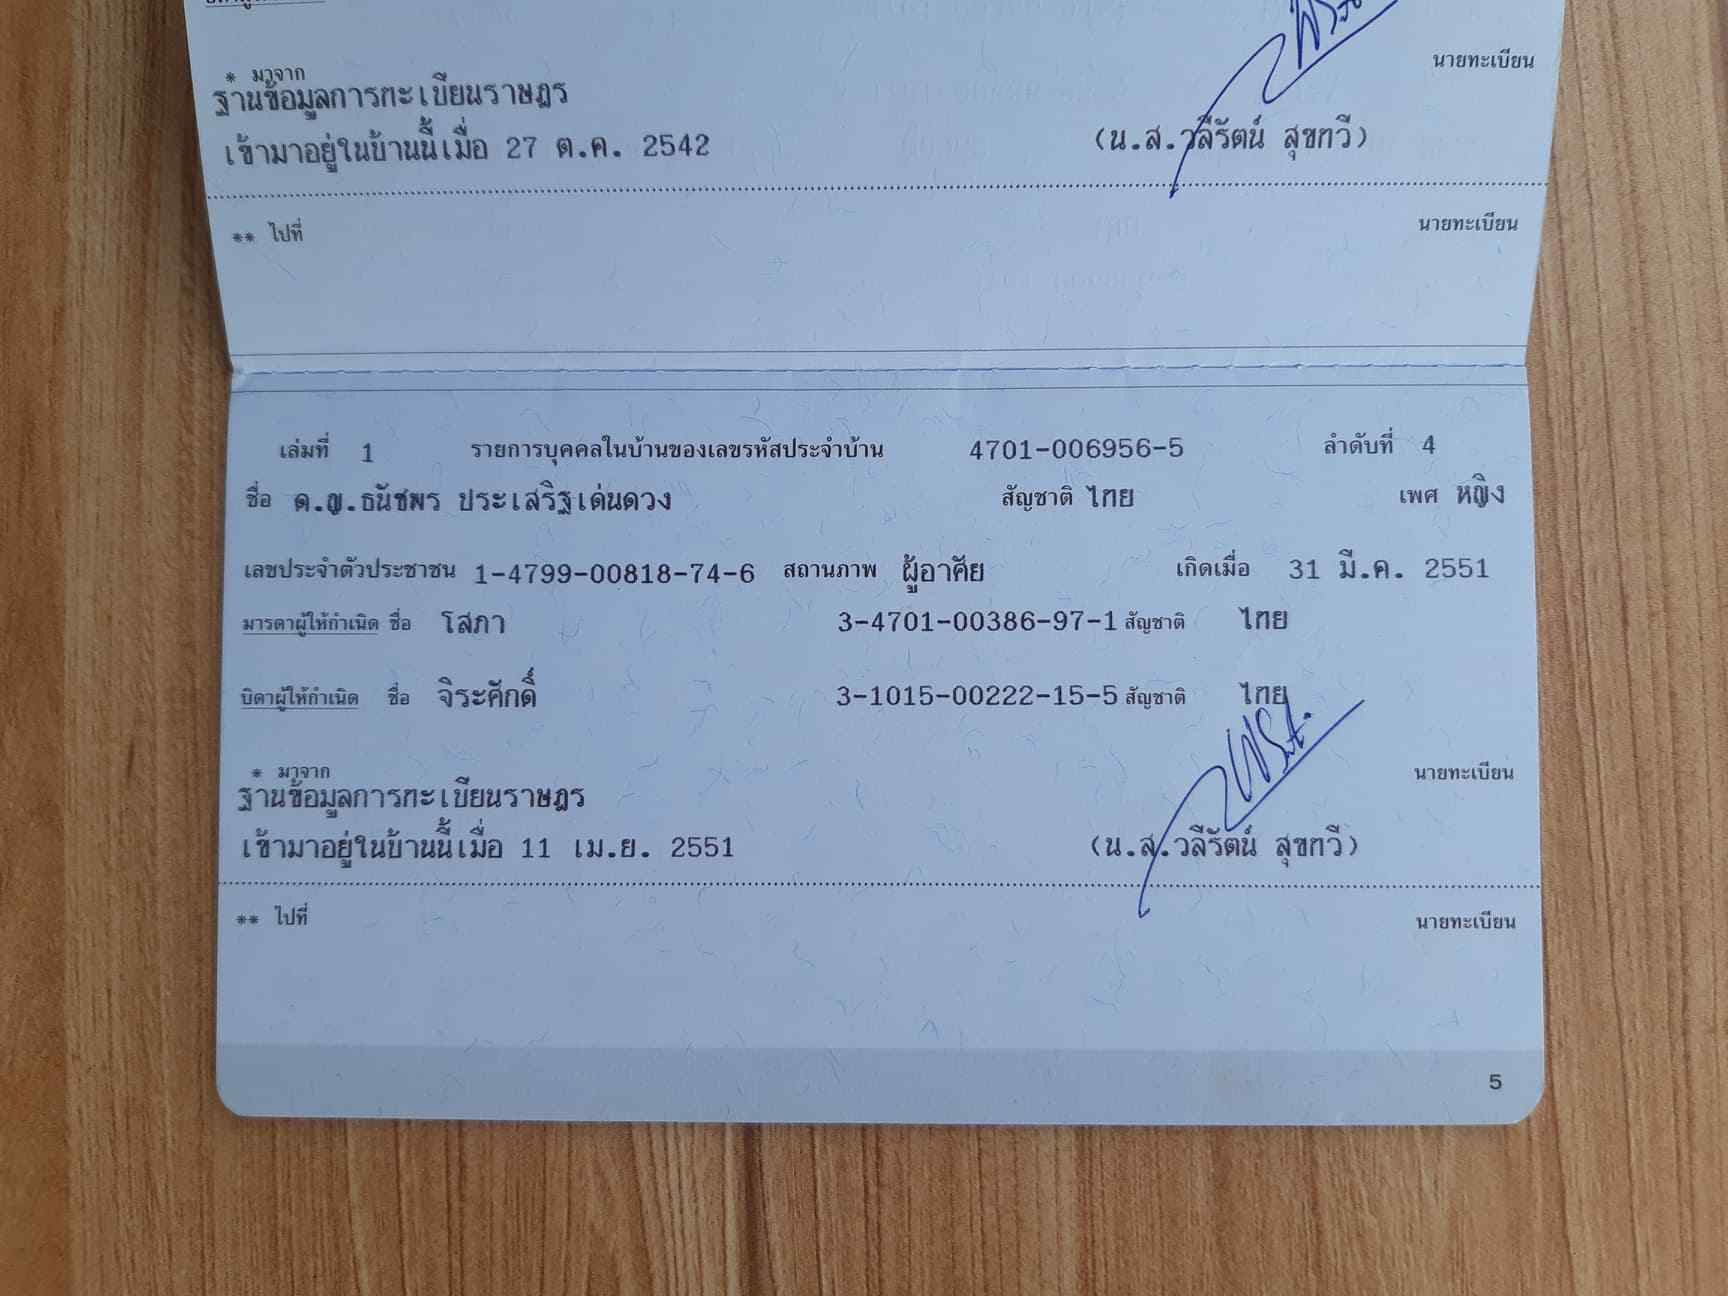 * มาจาก
นายทะเบียน
ฐานข้อมูลการทะเบียนราษฎร
เข้ามาอยู่ในบ้านนี้เมื่อ 27 ต.ค. 2542 (น.ส.วลีรัตน์ สุขทวี)
** ไปที่ นายทะเบียน
เล่มที่ 1 รายการบุคคลในบ้านของเลขรหัสประจำบ้าน 4701-006956-5 ลำดับที่ 4
ชื่อ ด.ญ.ธนัชพร ประเสริฐเด่นดวง สัญชาติ ไทย เพศ หญิง
เลขประจำตัวประชาชน 1-4799-00818-74-6 สถานภาพ ผู้อาศัย เกิดเมื่อ 31 มี.ค. 2551
มารดาผู้ให้กำเนิด ชื่อ โสภา 3-4701-00386-97-1 สัญชาติ ไทย
บิดาผู้ให้กำเนิด ชื่อ จิระศักดิ์ 3-1015-00222-15-5 สัญชาติ ไทย
* มาจาก นายทะเบียน
ฐานข้อมูลการทะเบียนราษฎร
เข้ามาอยู่ในบ้านนี้เมื่อ 11 เม.ย. 2551 (น.ส.วลีรัตน์ สุขทวี)
** ไปที่ นายทะเบียน
5